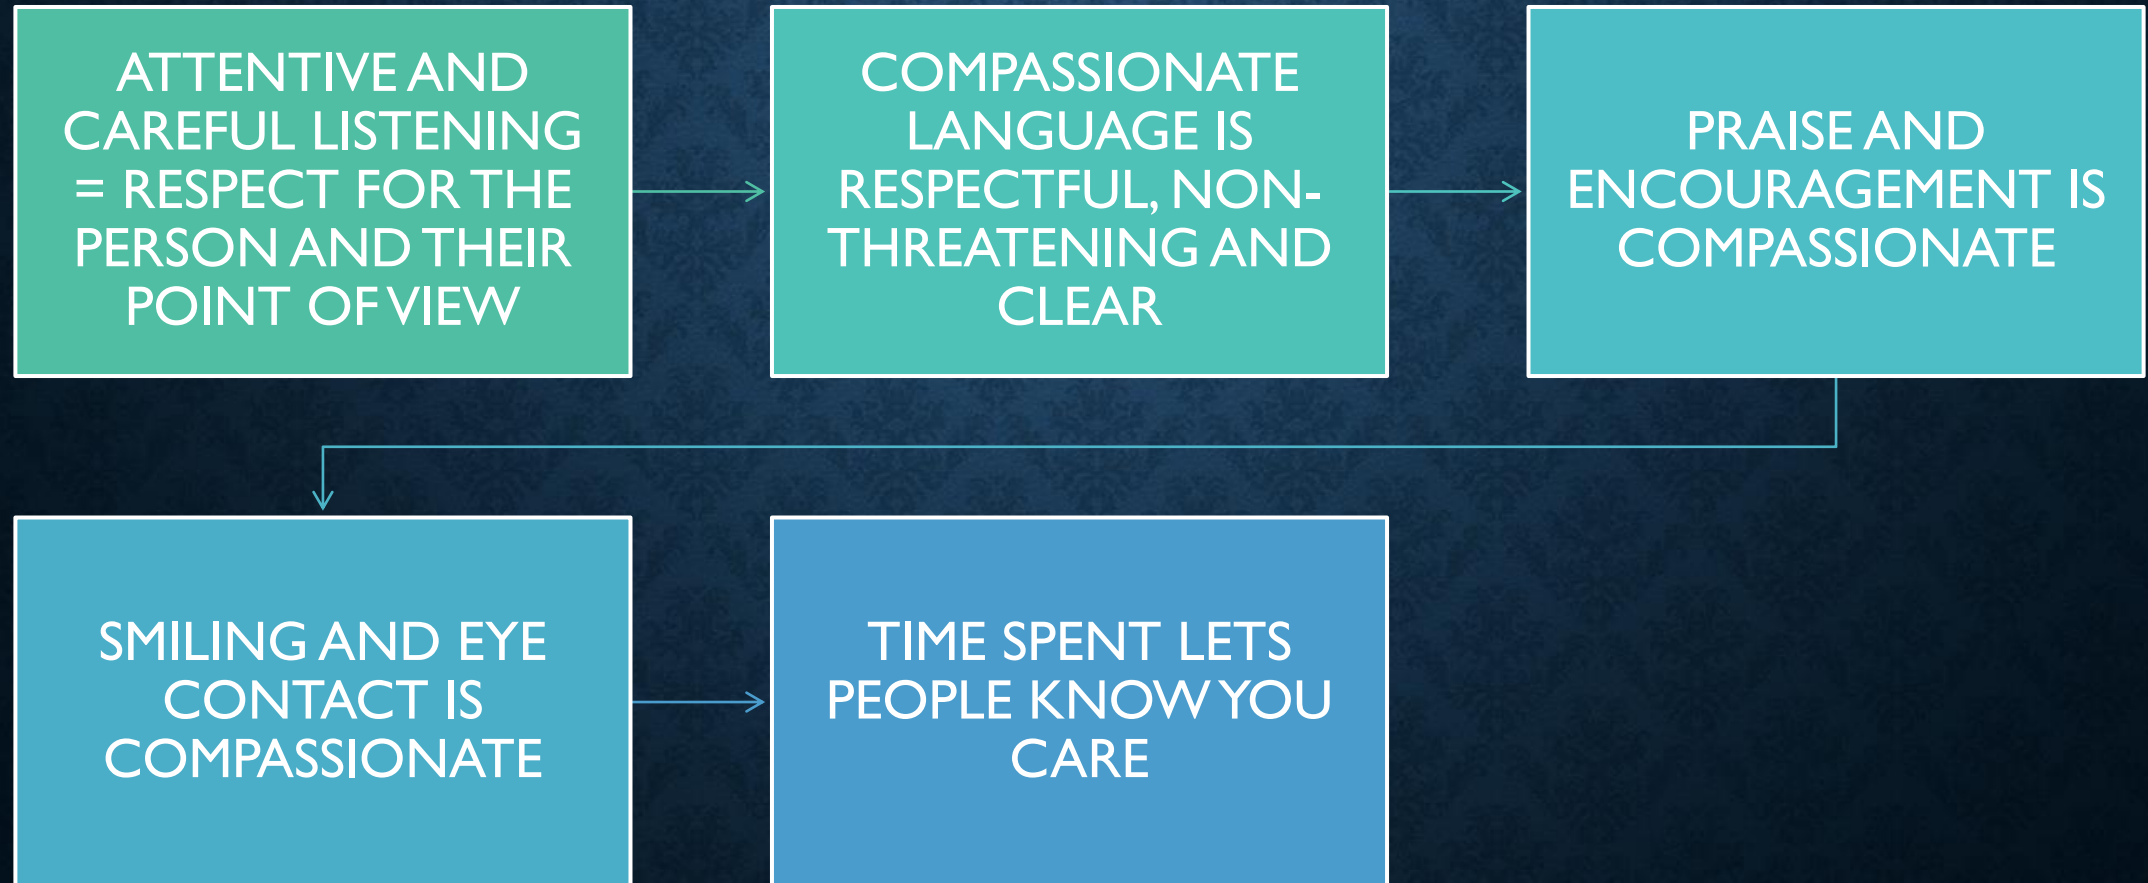 ATTENTIVE AND
CAREFUL LISTENING
= RESPECT FOR THE
PERSON AND THEIR
POINT OF VIEW
COMPASSIONATE
LANGUAGE IS
RESPECTFUL, NON-
THREATENING AND
CLEAR
PRAISE AND
ENCOURAGEMENT IS
COMPASSIONATE
SMILING AND EYE
CONTACT IS
COMPASSIONATE
TIME SPENT LETS
PEOPLE KNOW YOU
CARE